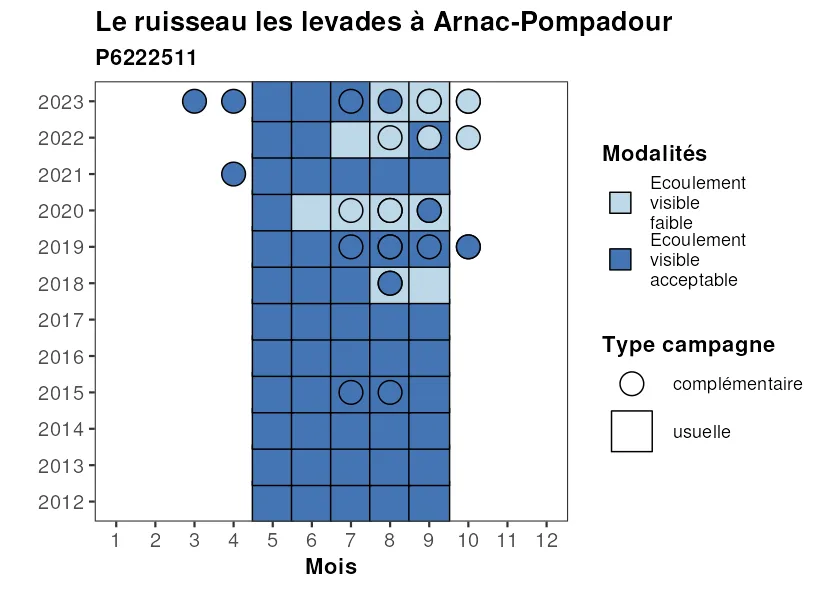 Le ruisseau les levades à Arnac-Pompadour
P6222511
2023
2022
2021
2020
2019
2018
2017
2016
2015
2014
2013
2012
1 2 3 4 5 6 7 8 9 10 11 12
Mois
Modalités
Ecoulement
visible
faible
Ecoulement
visible
acceptable
Type campagne
complémentaire
usuelle